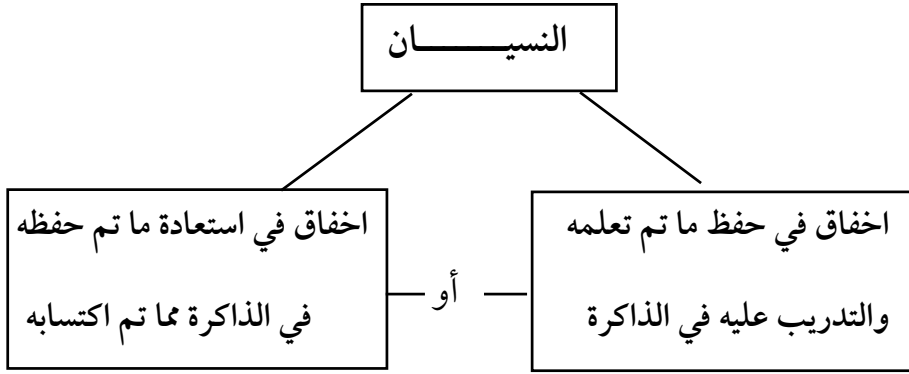 النسيـــــــــان
اخفاق في حفظ ما تم تعلمه
والتدريب عليه في الذاكرة
أو
اخفاق في استعادة ما تم حفظه
في الذاكرة مما تم اكتسابه